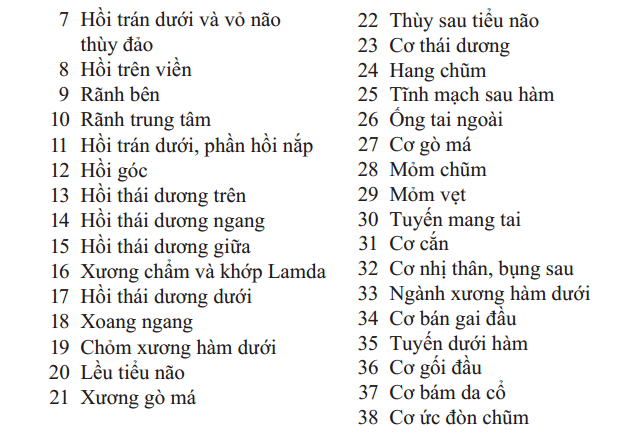 7 Hồi trán dưới và vỏ não
thùy đảo
8 Hồi trên viền
9 Rãnh bên
10 Rãnh trung tâm
11 Hồi trán dưới, phần hồi nắp
12 Hồi góc
13 Hồi thái dương trên
14 Hồi thái dương ngang
15 Hồi thái dương giữa
16 Xương chẩm và khớp Lamda
17 Hồi thái dương dưới
18 Xoang ngang
19 Chỏm xương hàm dưới
20 Lều tiểu não
21 Xương gò má
22 Thùy sau tiểu não
23 Cơ thái dương
24 Hang chũm
25 Tĩnh mạch sau hàm
26 Ống tai ngoài
27 Cơ gò má
28 Mỏm chũm
29 Mỏm vẹt
30 Tuyến mang tai
31 Cơ cắn
32 Cơ nhị thân, bụng sau
33 Ngành xương hàm dưới
34 Cơ bán gai đầu
35 Tuyến dưới hàm
36 Cơ gối đầu
37 Cơ bám da cổ
38 Cơ ức đòn chũm